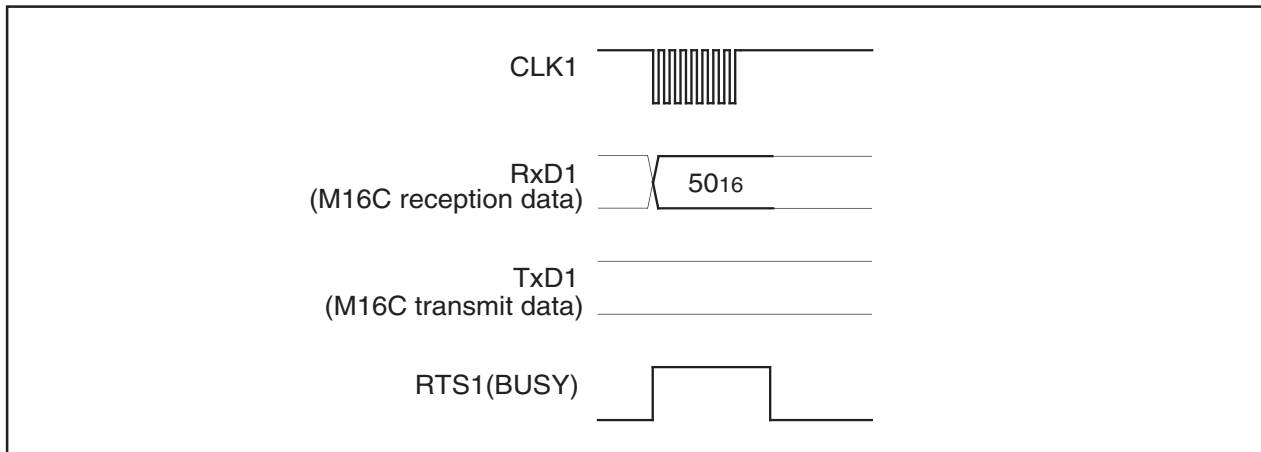 CLK1
RxD1
(M16C reception data)
5016
TxD1
(M16C transmit data)
RTS1(BUSY)